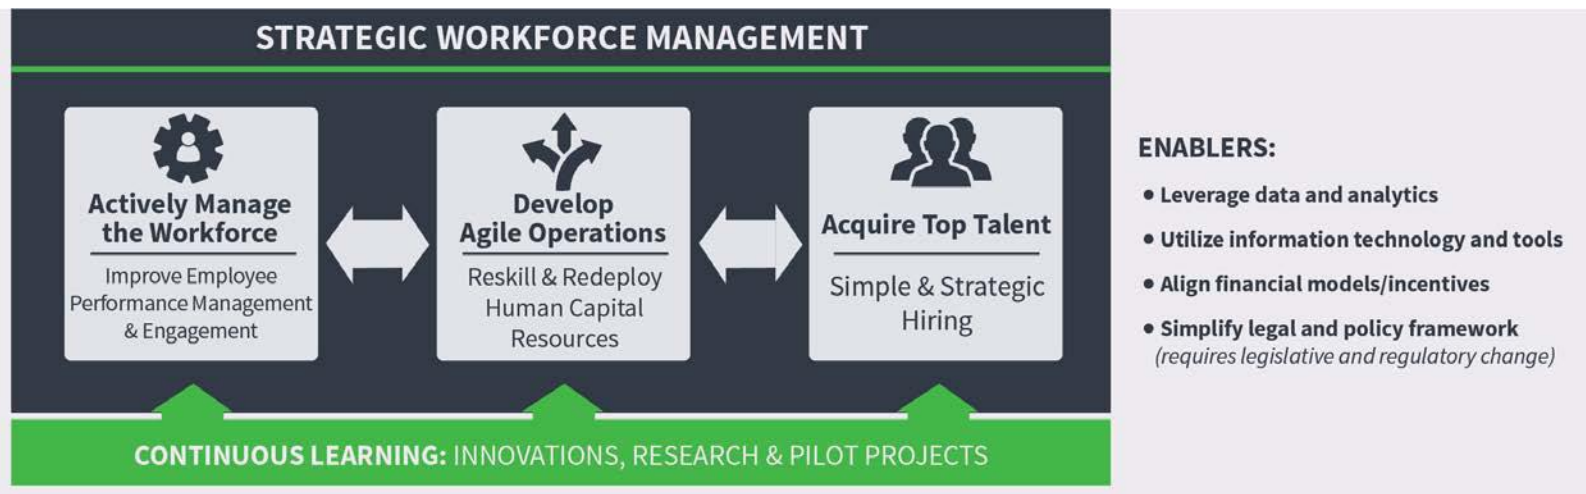 STRATEGIC WORKFORCE MANAGEMENT
Actively Manage
the Workforce
Improve Employee
Performance Management
& Engagement
Develop
Agile Operations
Reskill & Redeploy
Human Capital
Resources
Acquire Top Talent
Simple & Strategic
Hiring
CONTINUOUS LEARNING: INNOVATIONS, RESEARCH & PILOT PROJECTS
ENABLERS:
• Leverage data and analytics
• Utilize information technology and tools
• Align financial models/incentives
• Simplify legal and policy framework
(requires legislative and regulatory change)